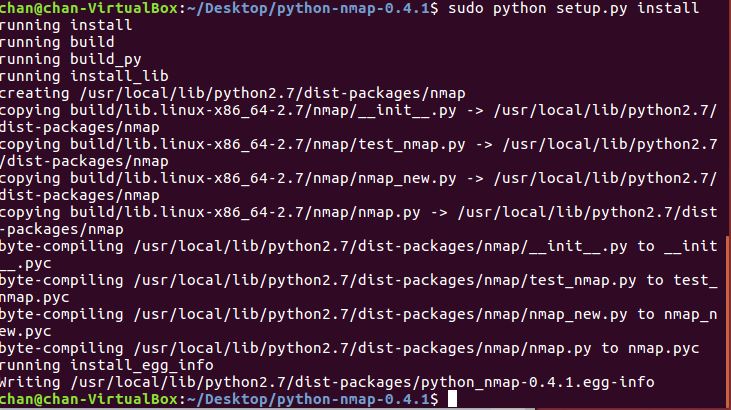 chan@chan-VirtualBox:~/Desktop/python-nmap-0.4.1$ sudo python setup.py install
running install
running build
running build_py
running install_lib
creating /usr/local/lib/python2.7/dist-packages/nmap
copying build/lib.linux-x86_64-2.7/nmap/__init__.py -> /usr/local/lib/python2.7/
dist-packages/nmap
copying build/lib.linux-x86_64-2.7/nmap/test_nmap.py -> /usr/local/lib/python2.7
/dist-packages/nmap
copying build/lib.linux-x86_64-2.7/nmap/nmap_new.py -> /usr/local/lib/python2.7/
dist-packages/nmap
copying build/lib.linux-x86_64-2.7/nmap/nmap.py -> /usr/local/lib/python2.7/dist
-packages/nmap
byte-compiling /usr/local/lib/python2.7/dist-packages/nmap/__init__.py to __init
__.pyc
byte-compiling /usr/local/lib/python2.7/dist-packages/nmap/test_nmap.py to test_
nmap.pyc
byte-compiling /usr/local/lib/python2.7/dist-packages/nmap/nmap_new.py to nmap_n
ew.pyc
byte-compiling /usr/local/lib/python2.7/dist-packages/nmap/nmap.py to nmap.pyc
running install_egg_info
Writing /usr/local/lib/python2.7/dist-packages/python_nmap-0.4.1.egg-info
chan@chan-VirtualBox:~/Desktop/python-nmap-0.4.1$